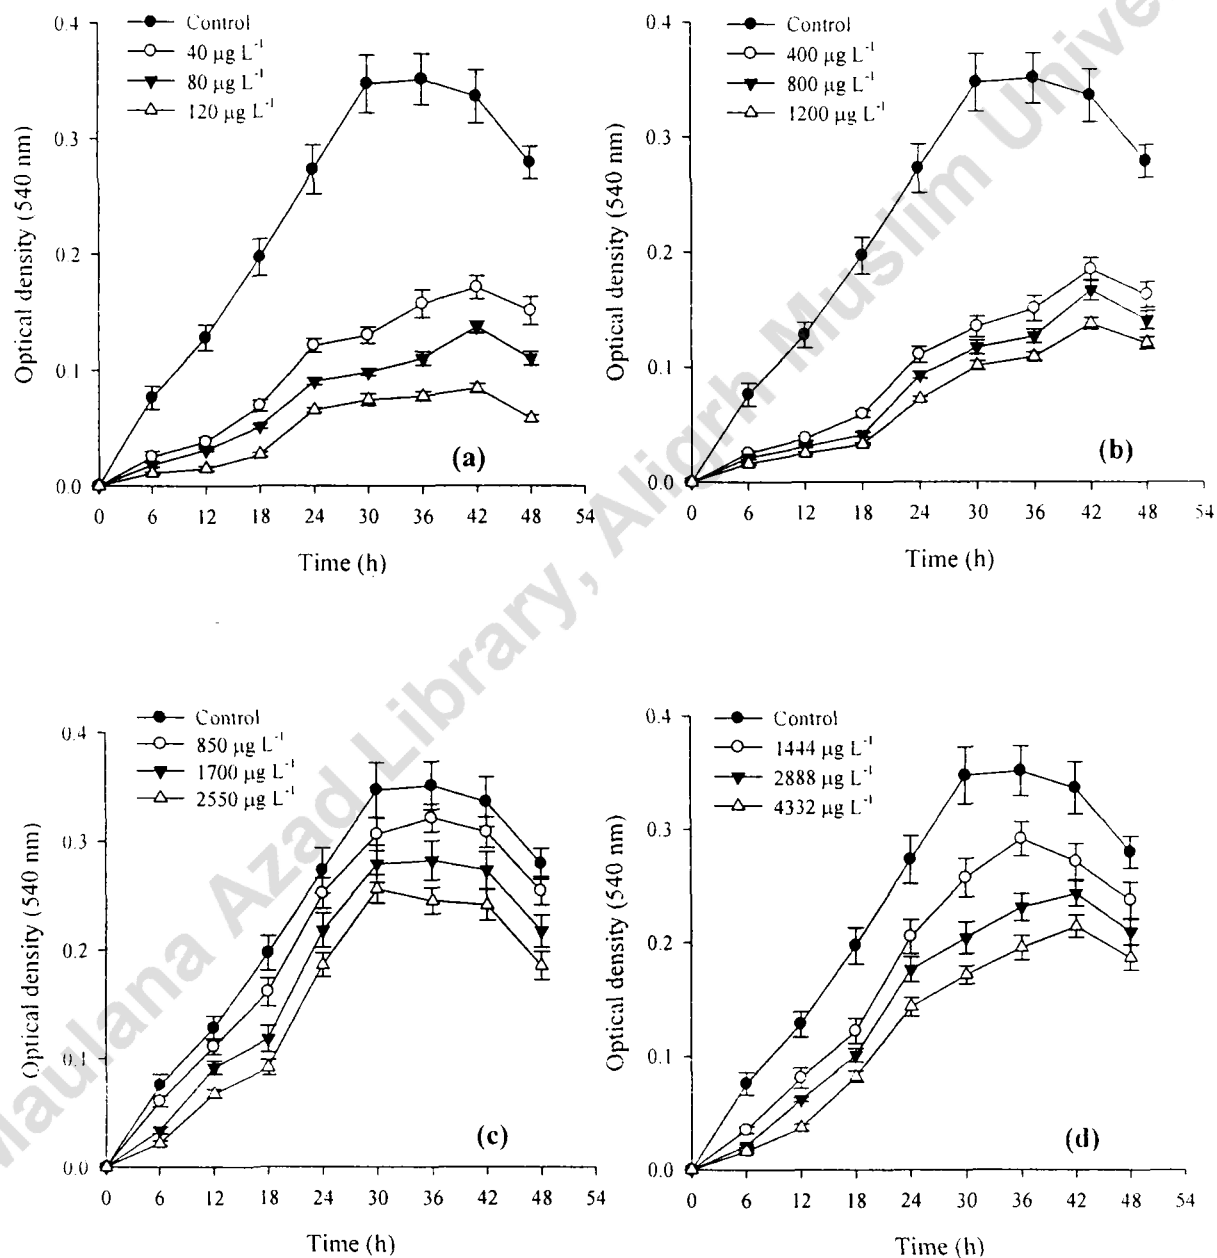 Control
40 µg L⁻¹
80 µg L⁻¹
120 µg L⁻¹
Optical density (540 nm)
0.4
0.3
0.2
0.1
0.0
0 6 12 18 24 30 36 42 48 54
Time (h)
(a)
Control
400 µg L⁻¹
800 µg L⁻¹
1200 µg L⁻¹
Optical density (540 nm)
0.4
0.3
0.2
0.1
0.0
0 6 12 18 24 30 36 42 48 54
Time (h)
(b)
Control
850 µg L⁻¹
1700 µg L⁻¹
2550 µg L⁻¹
Optical density (540 nm)
0.4
0.3
0.2
0.1
0.0
0 6 12 18 24 30 36 42 48 54
Time (h)
(c)
Control
1444 µg L⁻¹
2888 µg L⁻¹
4332 µg L⁻¹
Optical density (540 nm)
0.4
0.3
0.2
0.1
0.0
0 6 12 18 24 30 36 42 48 54
Time (h)
(d)
Maulana Azad Library, Aligrh Muslim Unive